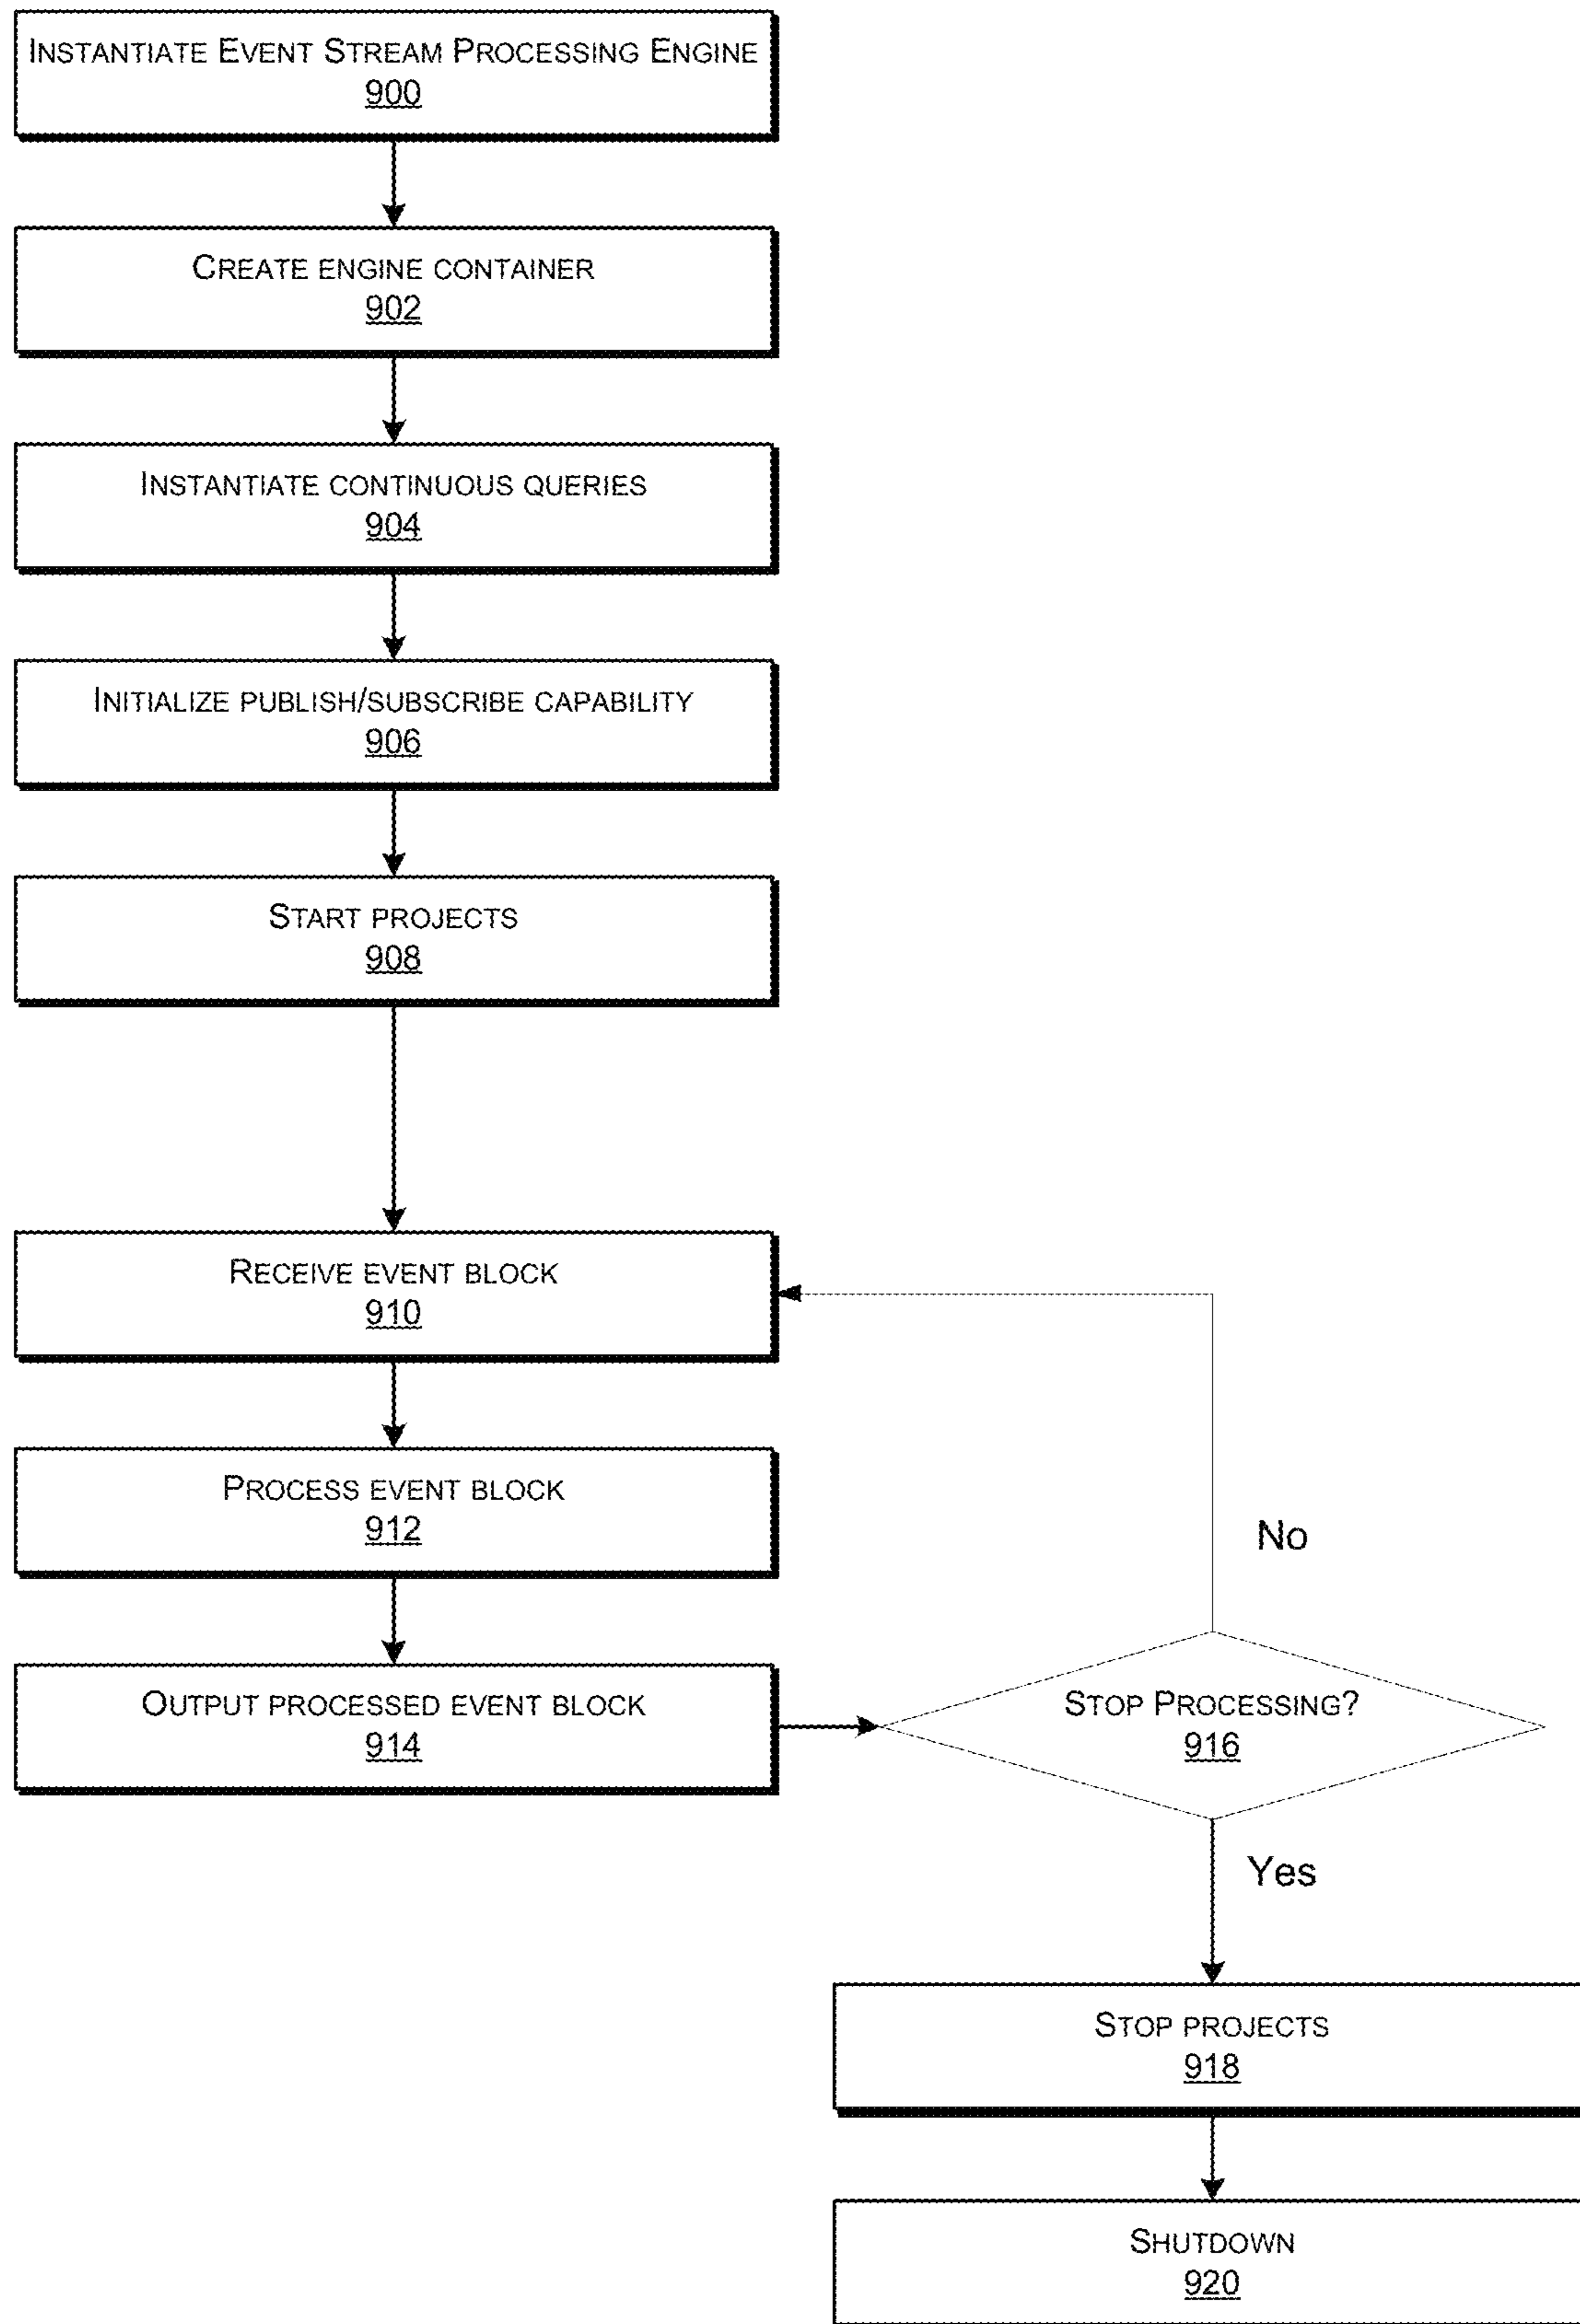 INSTANTIATE EVENT STREAM PROCESSING ENGINE
900
CREATE ENGINE CONTAINER
902
INSTANTIATE CONTINUOUS QUERIES
904
INITIALIZE PUBLISH/SUBSCRIBE CAPABILITY
906
START PROJECTS
908
RECEIVE EVENT BLOCK
910
PROCESS EVENT BLOCK
912
No
OUTPUT PROCESSED EVENT BLOCK
914
STOP PROCESSING?
916
Yes
STOP PROJECTS
918
SHUTDOWN
920